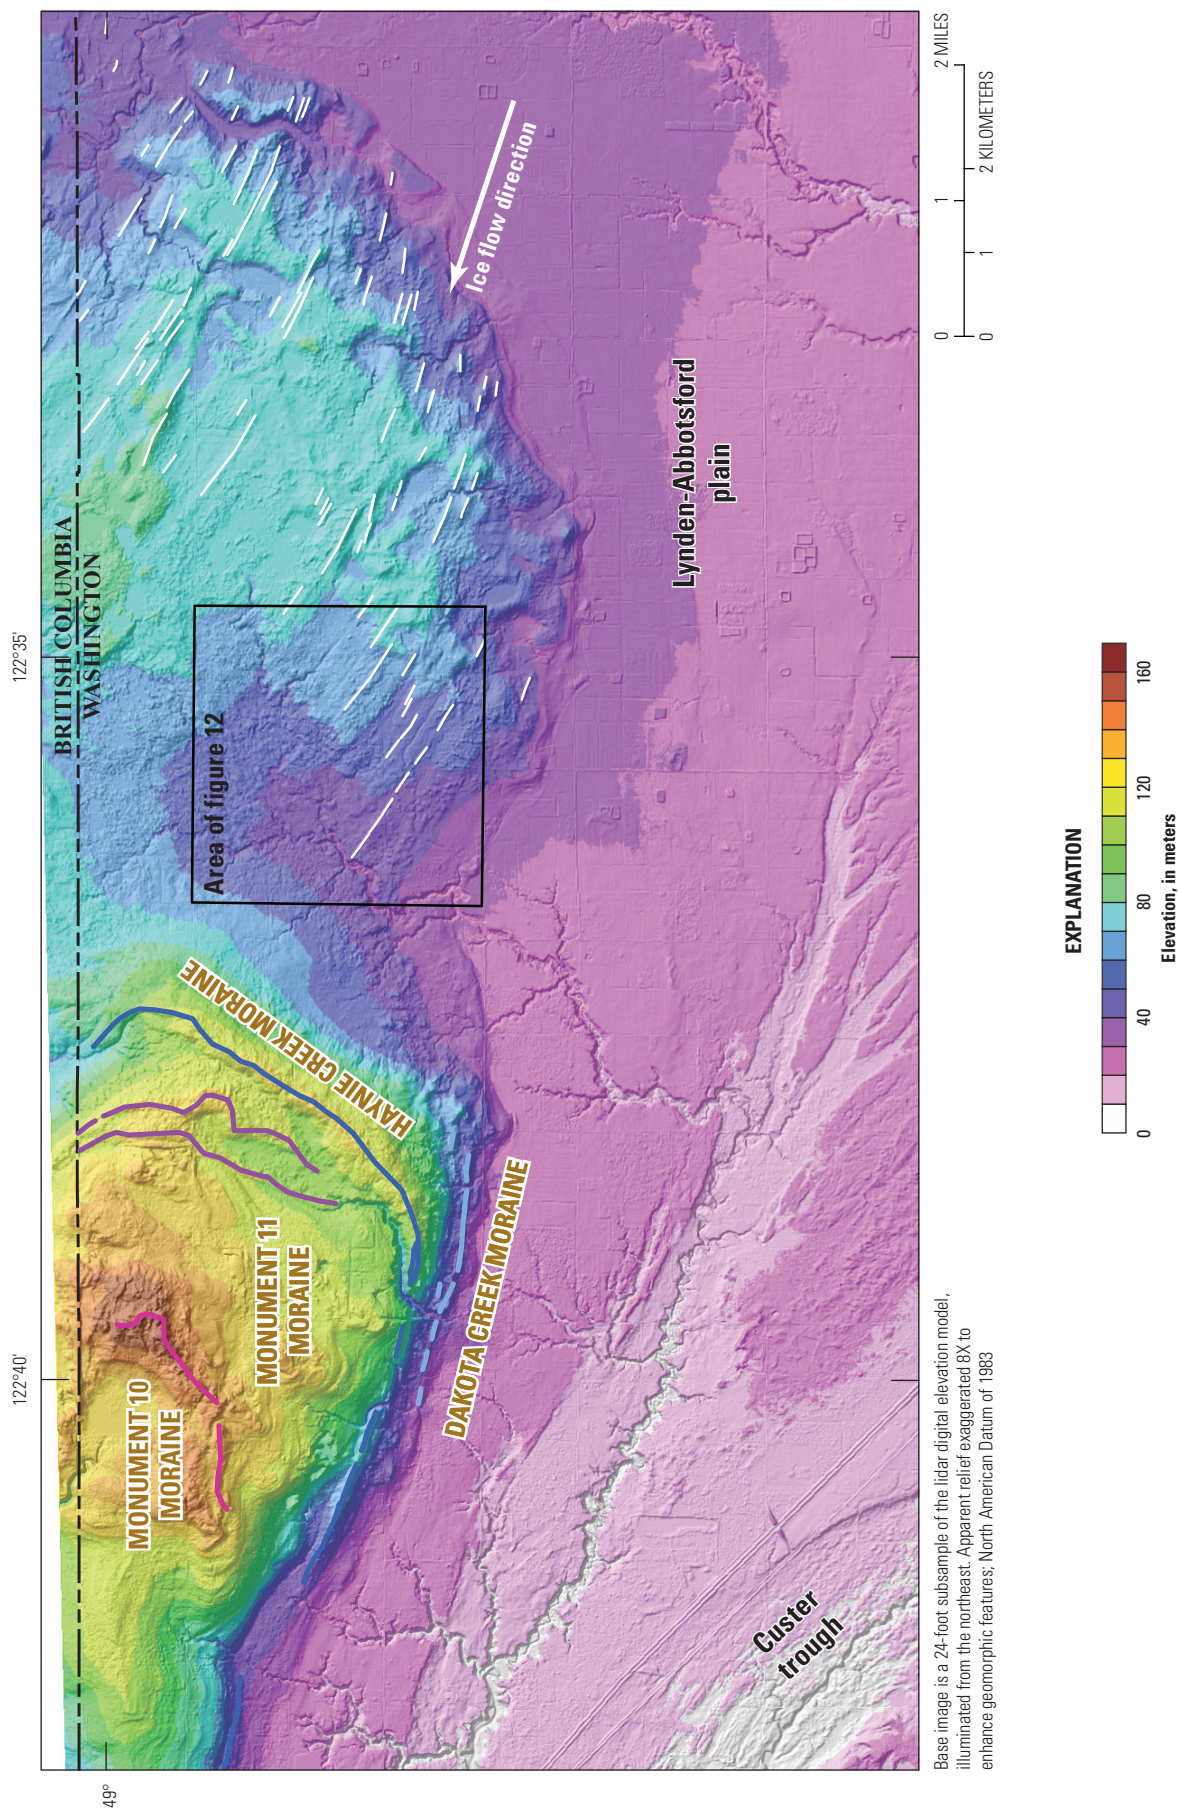 BRITISH COLUMBIA
WASHINGTON
122°40'
122°35'
49°
MONUMENT 10
MORAINE
MONUMENT 11
MORAINE
HAYNIE CREEK MORAINE
DAKOTA CREEK MORAINE
Area of figure 12
Ice flow direction
Lynden-Abbotsford
plain
Custer
trough
Base image is a 24-foot subsample of the lidar digital elevation model,
illuminated from the northeast. Apparent relief exaggerated 8X to
enhance geomorphic features; North American Datum of 1983
0 1 2 MILES
0 1 2 KILOMETERS
EXPLANATION
0 40 80 120 160
Elevation, in meters